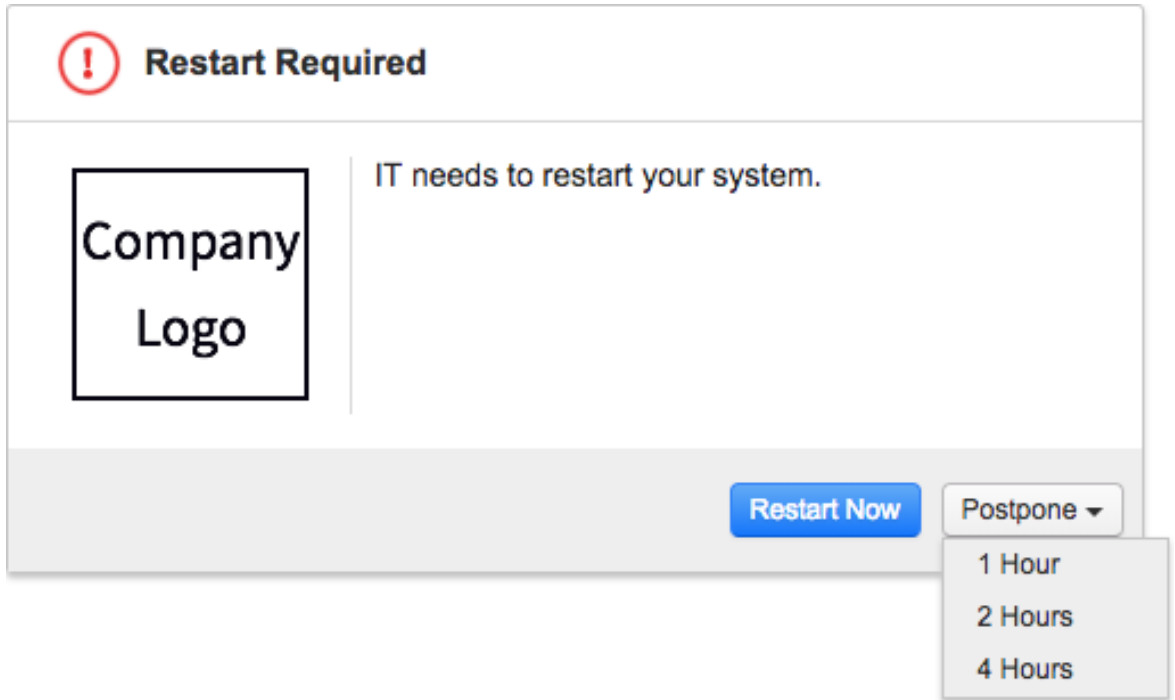 Restart Required
Company
Logo
IT needs to restart your system.
Restart Now
Postpone
1 Hour
2 Hours
4 Hours